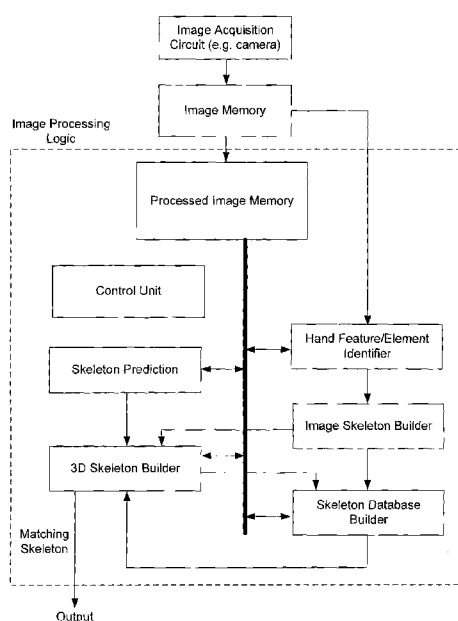 Image Acquisition
Circuit (e.g. camera)
Image Memory
Image Processing
Logic
Processed image Memory
Control Unit
Hand Feature/Element
Identifier
Skeleton Prediction
Image Skeleton Builder
3D Skeleton Builder
Skeleton Database
Builder
Matching
Skeleton
Output